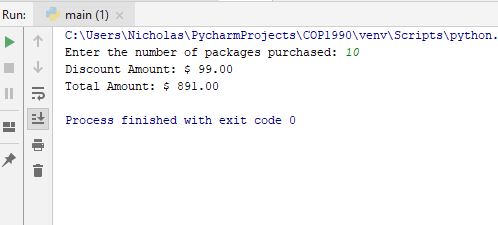 Run: main (1)
C:\Users\Nicholas\PycharmProjects\COP1990\venv\Scripts\python.
Enter the number of packages purchased: 10
Discount Amount: $ 99.00
Total Amount: $ 891.00
Process finished with exit code 0